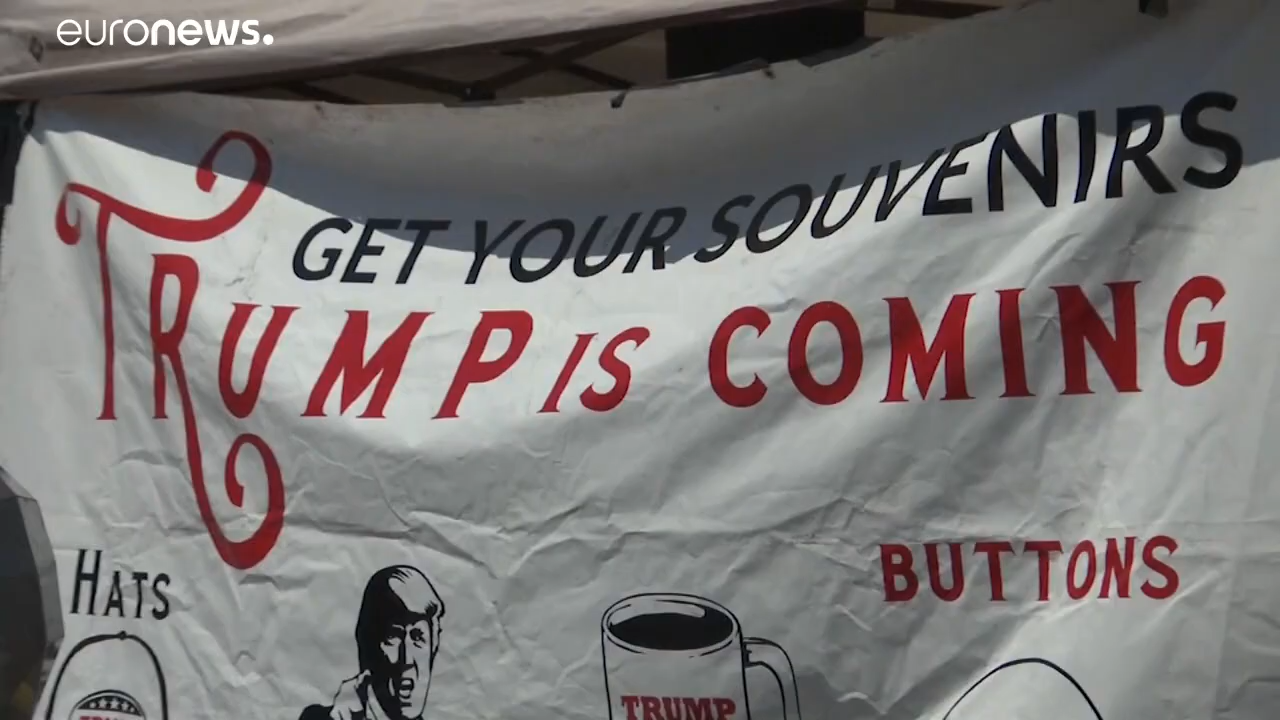 euronews.
GET YOUR SOUVENIRS
TRUMP IS COMING
HATS
BUTTONS
TRUMP